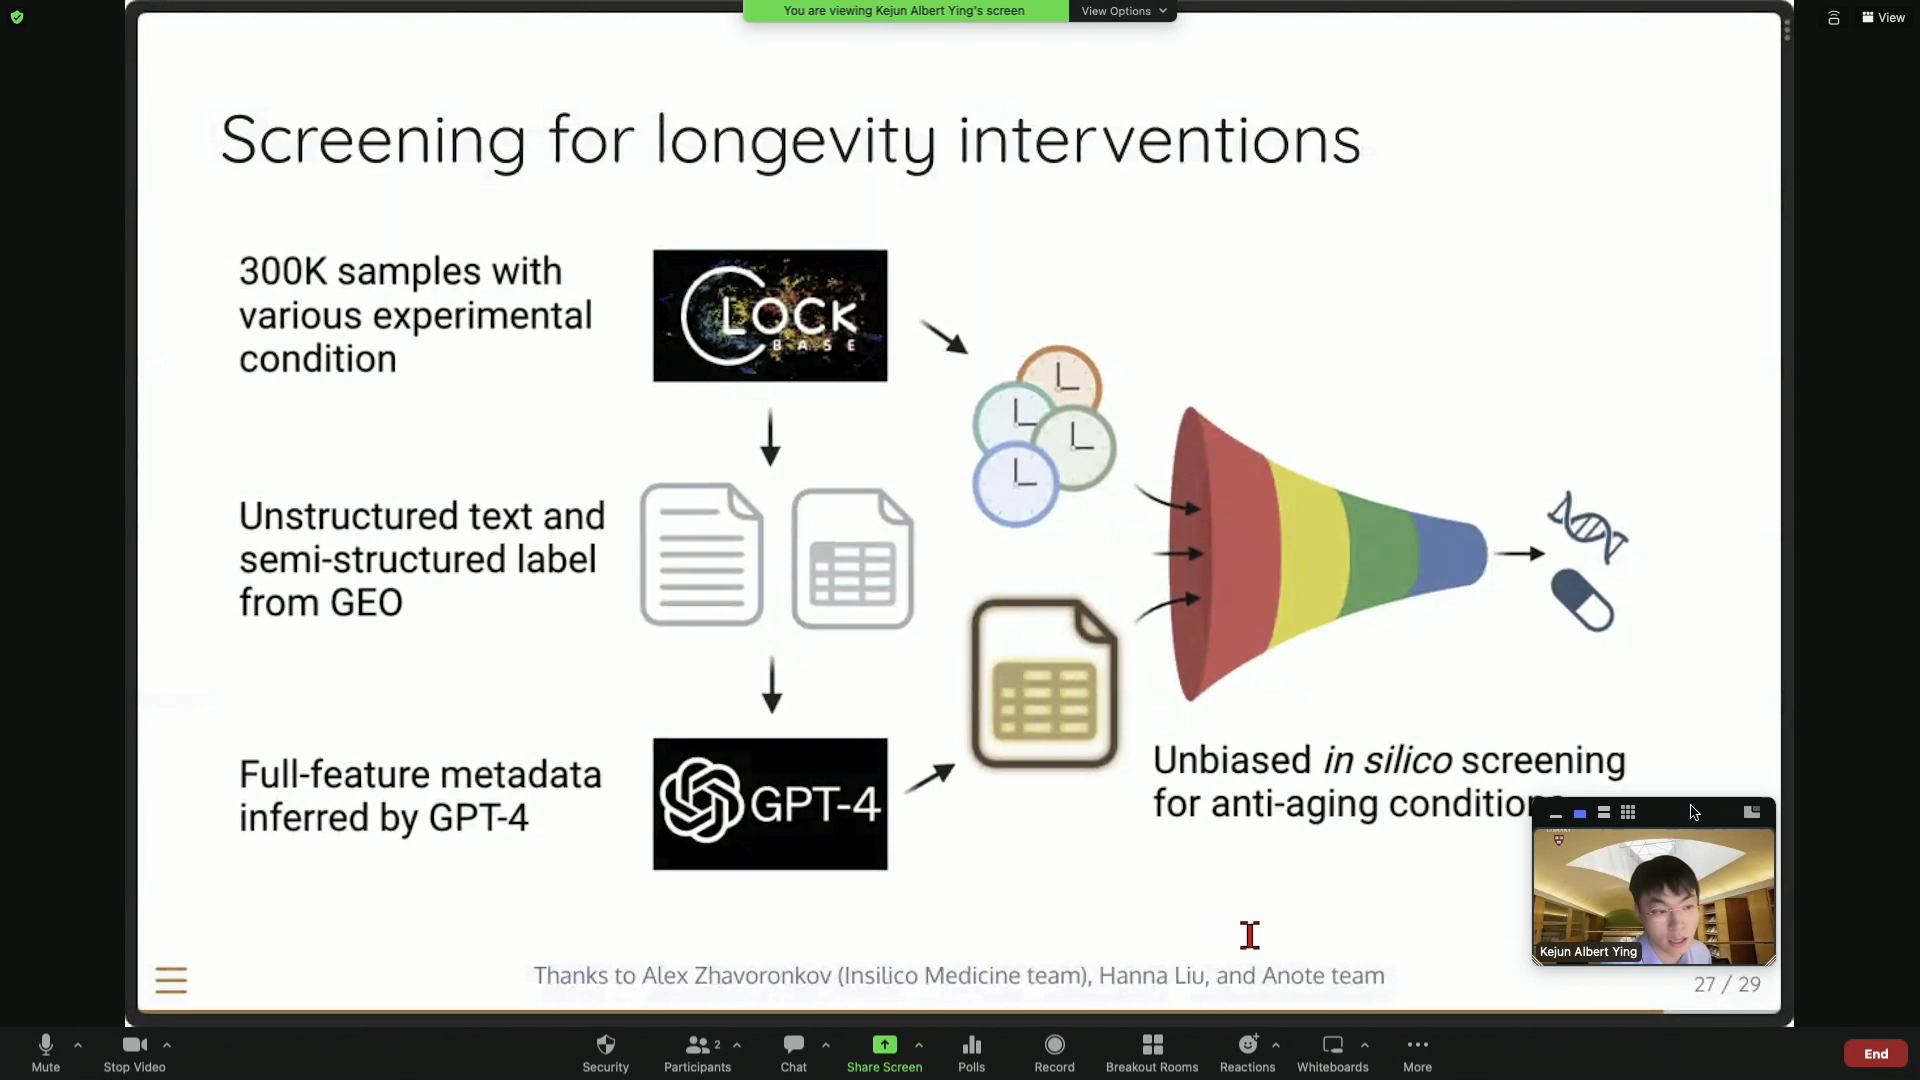 You are viewing Kejun Albert Ying's screen
View Options
View
Screening for longevity interventions
300K samples with
various experimental
condition
CLOCK
BASE
Unstructured text and
semi-structured label
from GEO
Full-feature metadata
inferred by GPT-4
GPT-4
Unbiased in silico screening
for anti-aging condition
Kejun Albert Ying
Thanks to Alex Zhavoronkov (Insilico Medicine team), Hanna Liu, and Anote team
27 / 29
Mute
Stop Video
Security
2
Participants
Chat
Share Screen
Polls
Record
Breakout Rooms
Reactions
Whiteboards
More
End